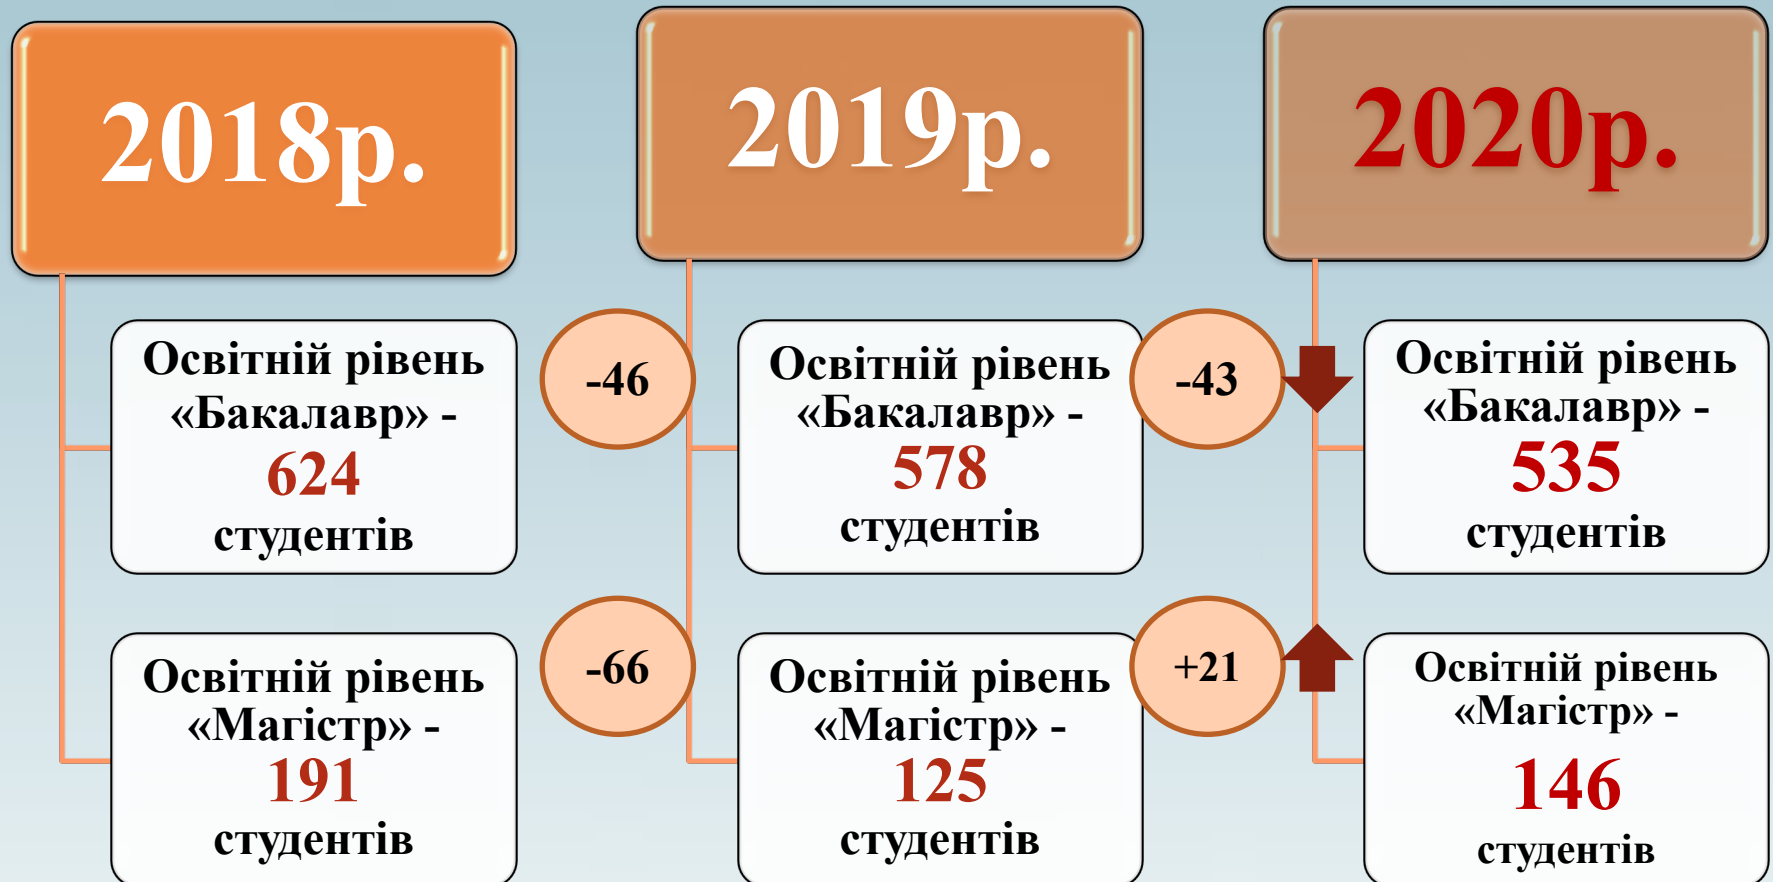 2018р.
2019р.
2020р.
Освітній рівень
«Бакалавр» -
624
студентів
-46
Освітній рівень
«Бакалавр» -
578
студентів
-43
Освітній рівень
«Бакалавр» -
535
студентів
Освітній рівень
«Магістр» -
191
студентів
-66
Освітній рівень
«Магістр» -
125
студентів
+21
Освітній рівень
«Магістр» -
146
студентів